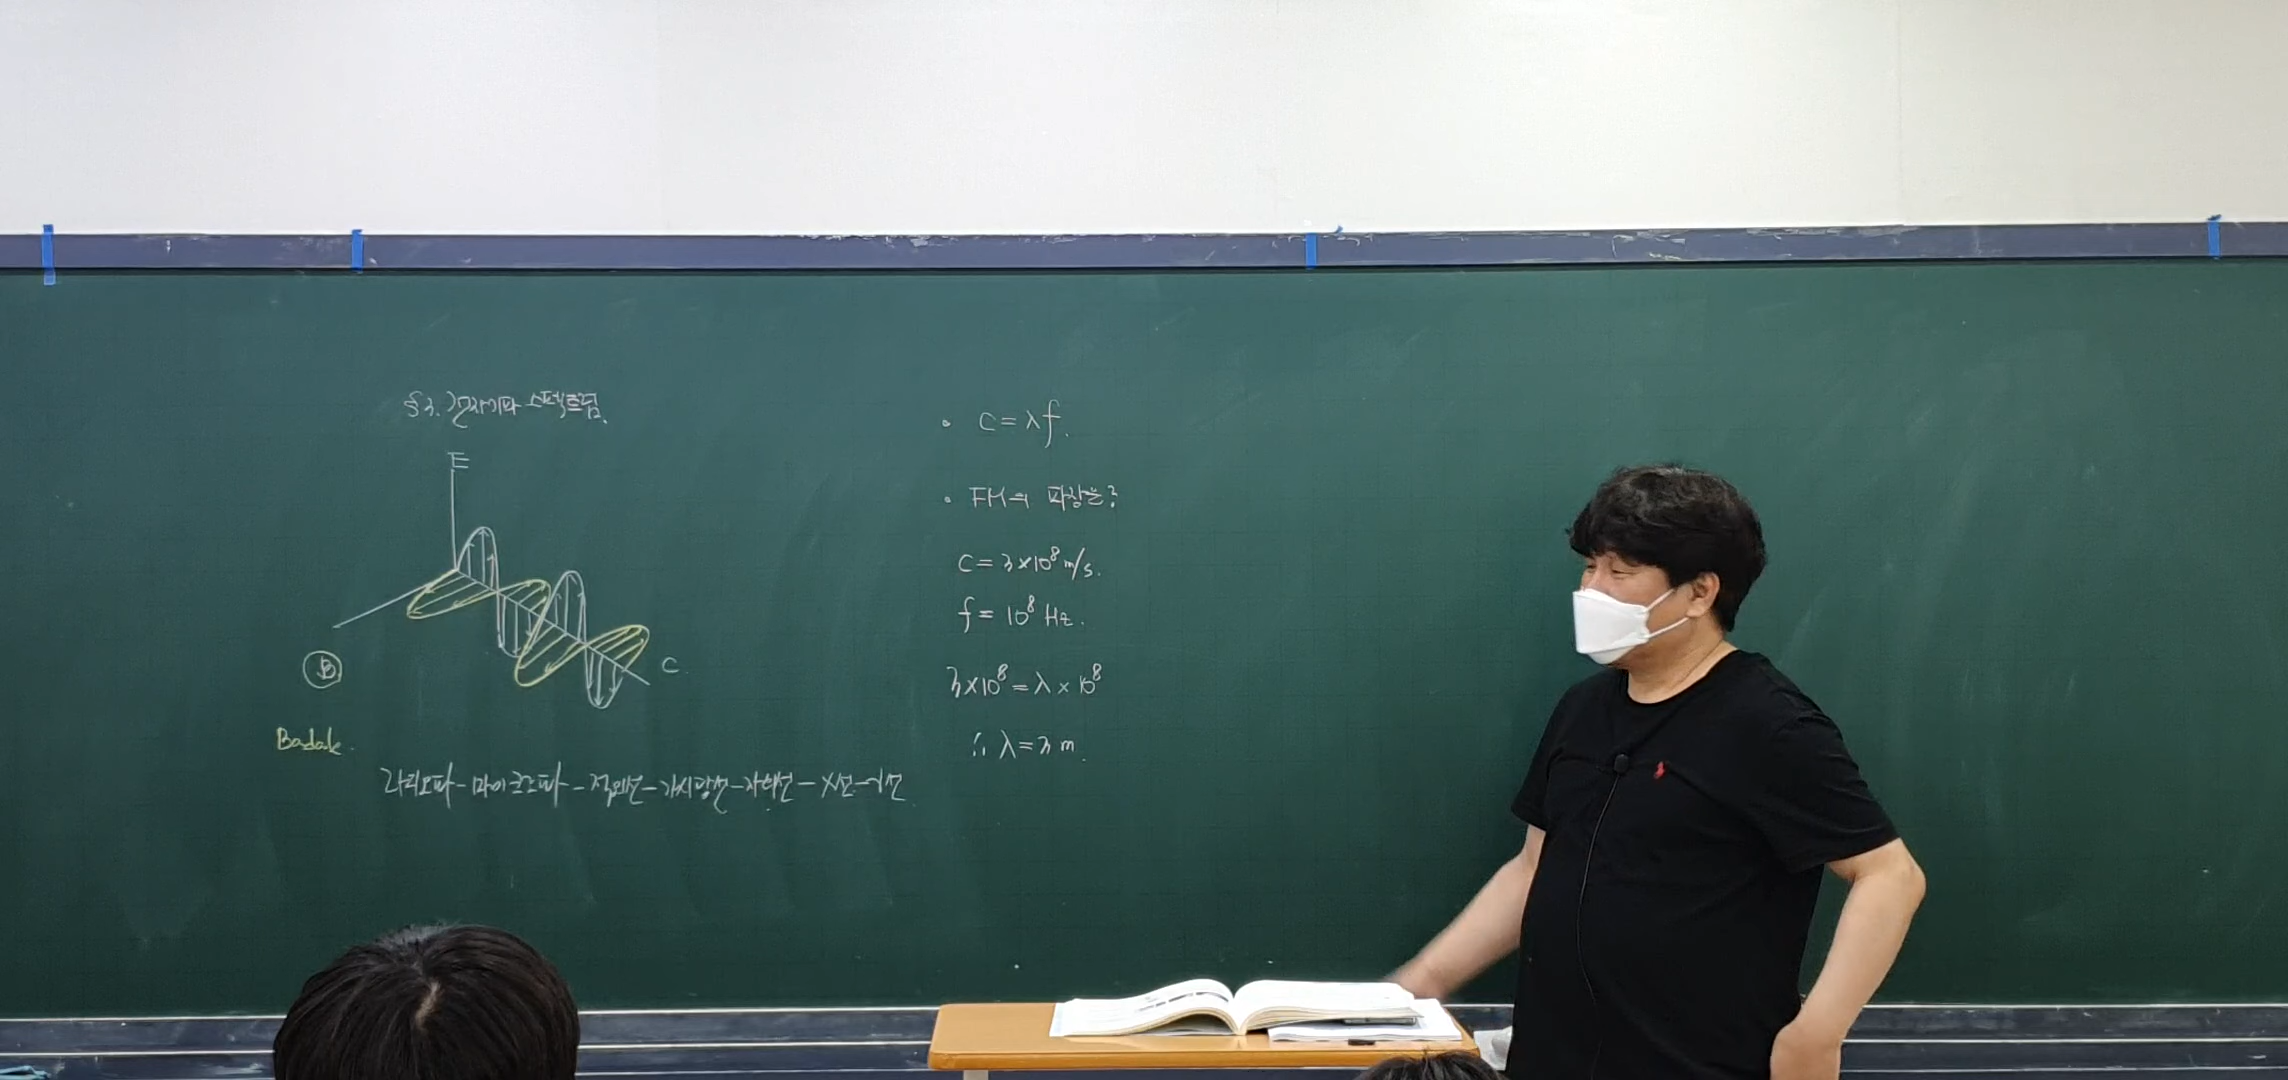 §3. 전자기파 스펙트럼.
E
B
C
라디오파-마이크로파-적외선-가시광선-자외선-X선-γ선
• C=λf.
• FM의 파장은?
C=3×10⁸ m/s.
f=10⁸ Hz.
3×10⁸=λ×10⁸
∴ λ=3 m.